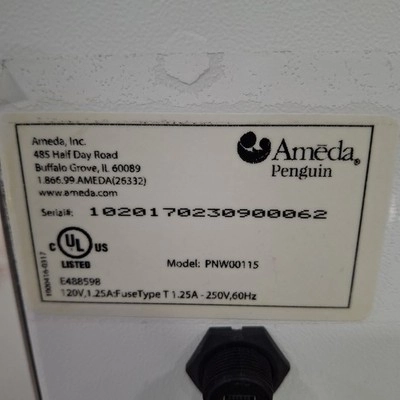 Ameda, Inc.
485 Half Day Road
Buffalo Grove, IL 60089
1.866.99.AMEDA(26332)
www.ameda.com
Amēda®
Penguin
Serial#: 1020170230900062
C UL US
LISTED
Model: PNW00115
E488598
120V,1.25A:FuseType T 1.25A - 250V,60Hz